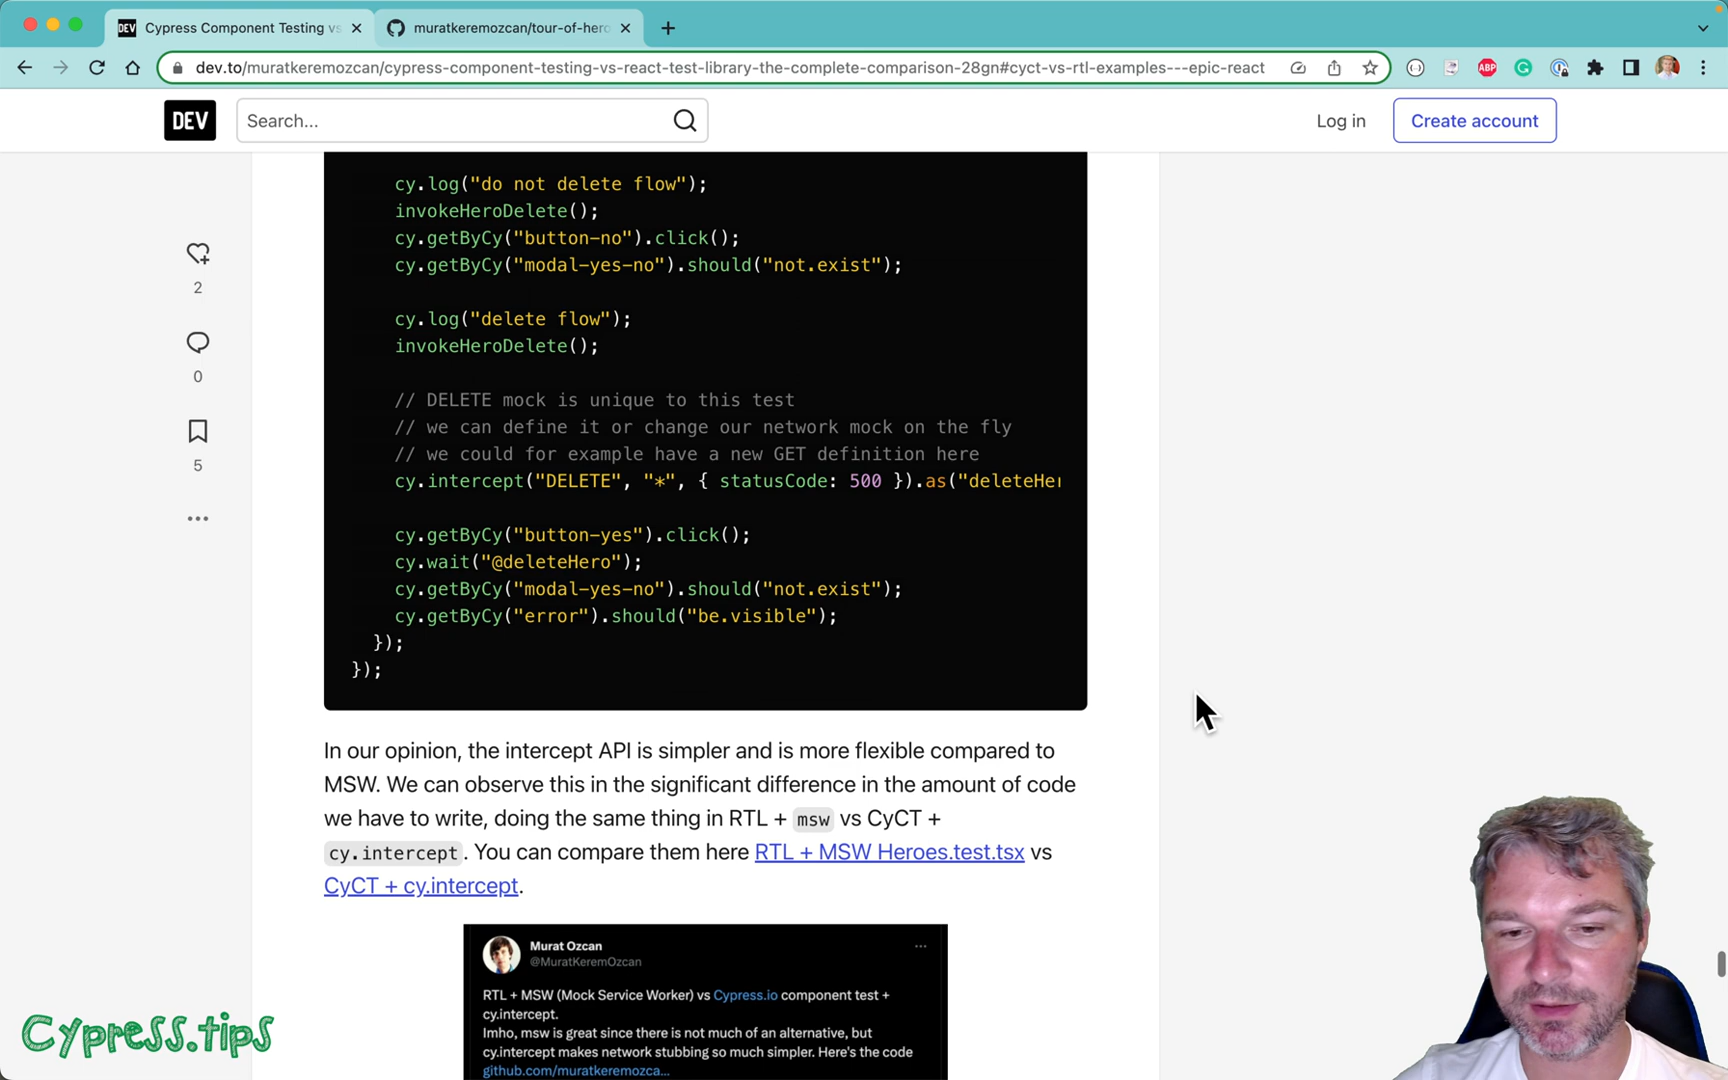 DEV Cypress Component Testing vs
muratkeremozcan/tour-of-hero
dev.to/muratkeremozcan/cypress-component-testing-vs-react-test-library-the-complete-comparison-28gn#cyct-vs-rtl-examples---epic-react
ABP
DEV
Search...
Log in
Create account
2
0
5
cy.log("do not delete flow");
invokeHeroDelete();
cy.getByCy("button-no").click();
cy.getByCy("modal-yes-no").should("not.exist");
cy.log("delete flow");
invokeHeroDelete();
// DELETE mock is unique to this test
// we can define it or change our network mock on the fly
// we could for example have a new GET definition here
cy.intercept("DELETE", "*", { statusCode: 500 }).as("deleteHer
cy.getByCy("button-yes").click();
cy.wait("@deleteHero");
cy.getByCy("modal-yes-no").should("not.exist");
cy.getByCy("error").should("be.visible");
});
});
In our opinion, the intercept API is simpler and is more flexible compared to
MSW. We can observe this in the significant difference in the amount of code
we have to write, doing the same thing in RTL + msw vs CyCT +
cy.intercept. You can compare them here RTL + MSW Heroes.test.tsx vs
CyCT + cy.intercept.
Murat Ozcan
@MuratKeremOzcan
RTL + MSW (Mock Service Worker) vs Cypress.io component test +
cy.intercept.
Imho, msw is great since there is not much of an alternative, but
cy.intercept makes network stubbing so much simpler. Here's the code
github.com/muratkeremozca...
Cypress.tips